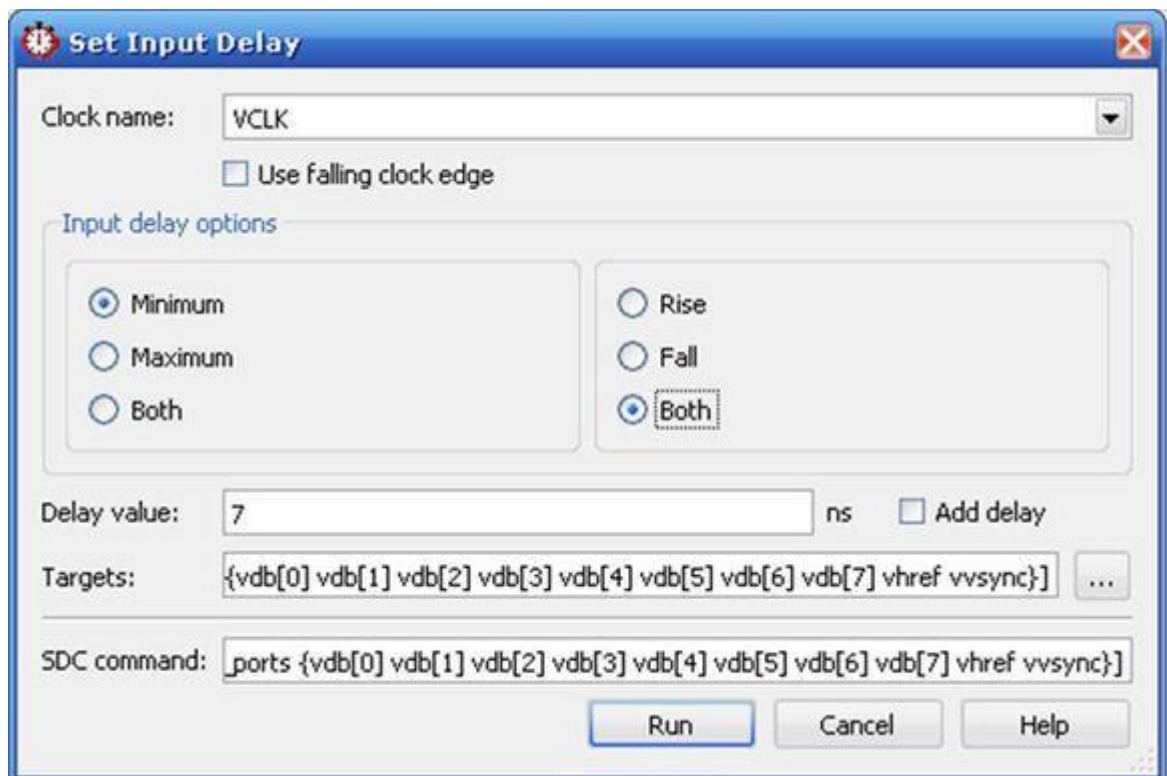 Set Input Delay
Clock name: VCLK
Use falling clock edge
Input delay options
Minimum Rise
Maximum Fall
Both Both
Delay value: 7 ns Add delay
Targets: {vdb[0] vdb[1] vdb[2] vdb[3] vdb[4] vdb[5] vdb[6] vdb[7] vhref vvsync}] ...
SDC command: _ports {vdb[0] vdb[1] vdb[2] vdb[3] vdb[4] vdb[5] vdb[6] vdb[7] vhref vvsync}]
Run Cancel Help